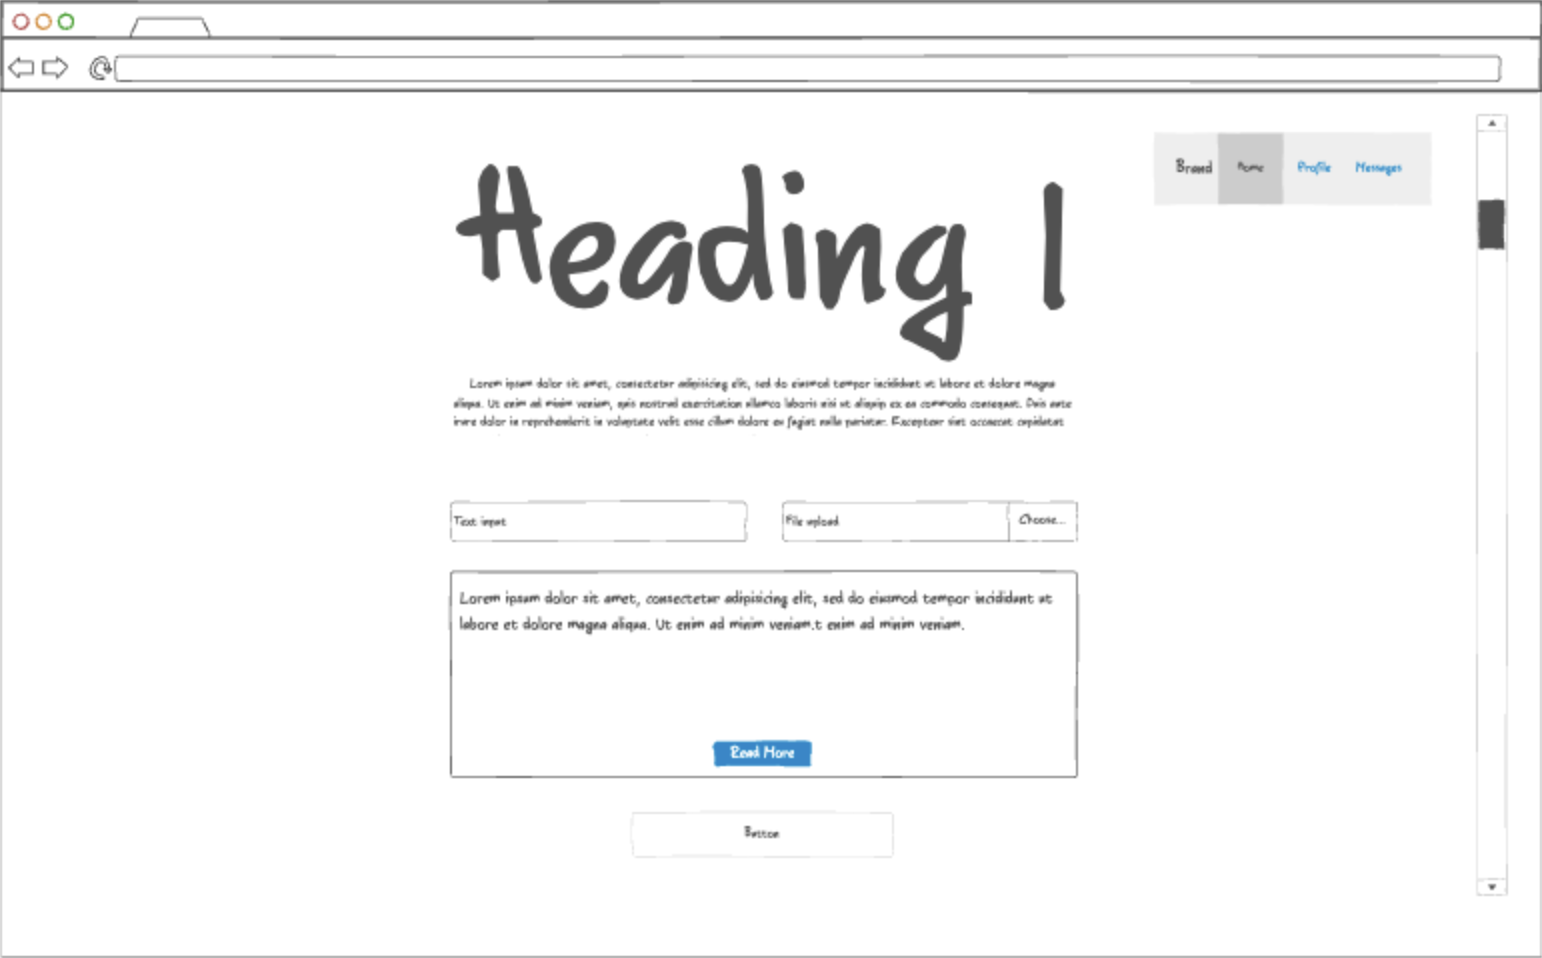 Brand Home Profile Messages
Heading 1
Lorem ipsum dolor sit amet, consectetur adipisicing elit, sed do eiusmod tempor incididunt ut labore et dolore magna
aliqua. Ut enim ad minim veniam, quis nostrud exercitation ullamco laboris nisi ut aliquip ex ea commodo consequat. Duis aute
irure dolor in reprehenderit in voluptate velit esse cillum dolore eu fugiat nulla pariatur. Excepteur sint occaecat cupidatat
Text input
File upload Choose...
Lorem ipsum dolor sit amet, consectetur adipisicing elit, sed do eiusmod tempor incididunt ut
labore et dolore magna aliqua. Ut enim ad minim veniam.t enim ad minim veniam.
Read More
Button